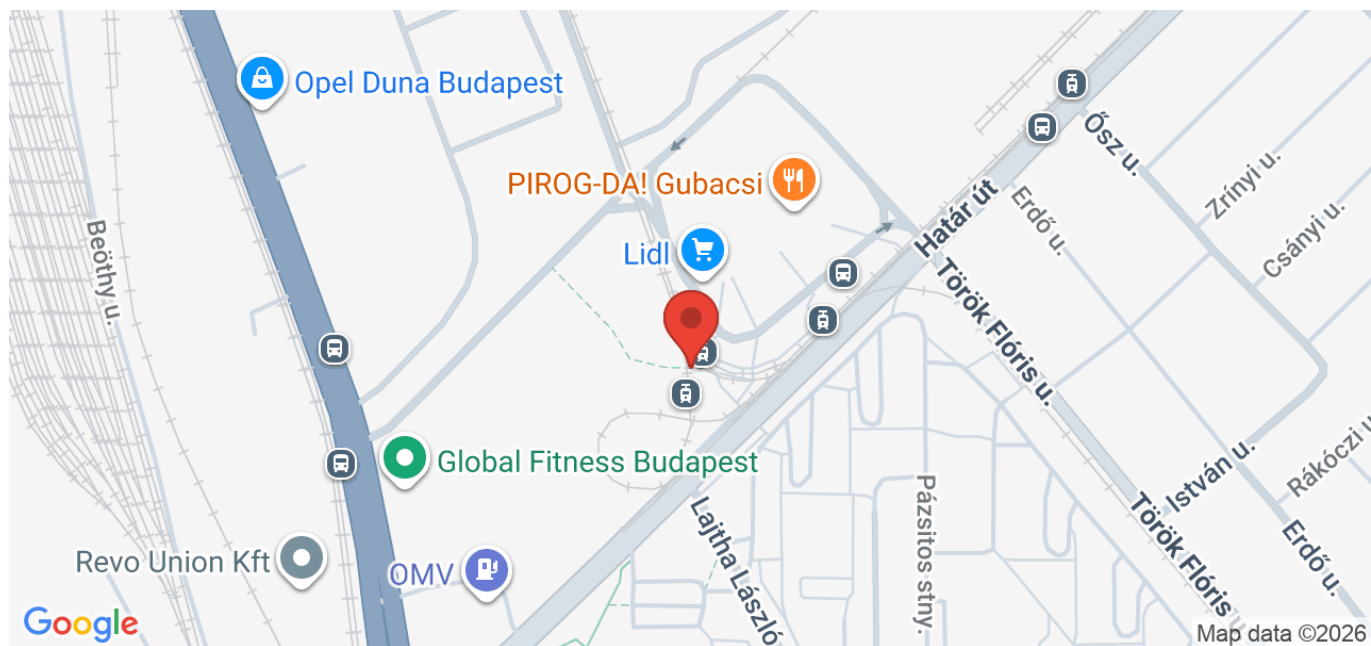 Opel Duna Budapest
Ősz u.
PIROG-DA! Gubacsi
Zrínyi u.
Erdő u.
Határ út
Csányi u.
Beöthy u.
Lidl
Török Flóris u.
Rákóczi u
István u.
Global Fitness Budapest
Pázsitos stny.
Lajtha László
Török Flóris u
Erdő u.
Revo Union Kft
OMV
Google
Map data ©2026